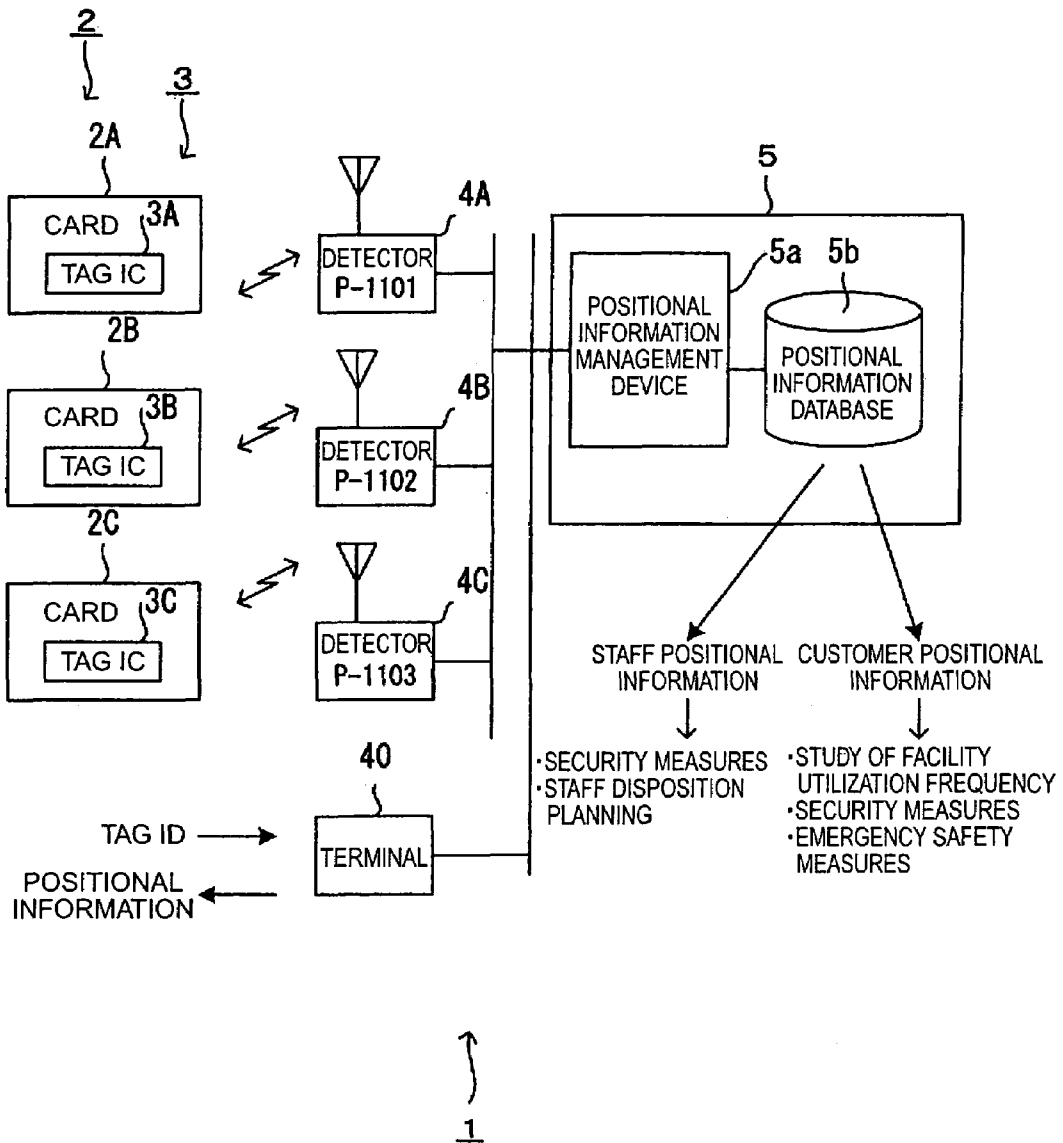 2
3
2A
CARD
3A
TAG IC
2B
CARD
3B
TAG IC
2C
CARD
3C
TAG IC
4A
DETECTOR
P-1101
4B
DETECTOR
P-1102
4C
DETECTOR
P-1103
40
TERMINAL
TAG ID
POSITIONAL
INFORMATION
5
5a
POSITIONAL
INFORMATION
MANAGEMENT
DEVICE
5b
POSITIONAL
INFORMATION
DATABASE
STAFF POSITIONAL
INFORMATION
・SECURITY MEASURES
・STAFF DISPOSITION
PLANNING
CUSTOMER POSITIONAL
INFORMATION
・STUDY OF FACILITY
UTILIZATION FREQUENCY
・SECURITY MEASURES
・EMERGENCY SAFETY
MEASURES
1